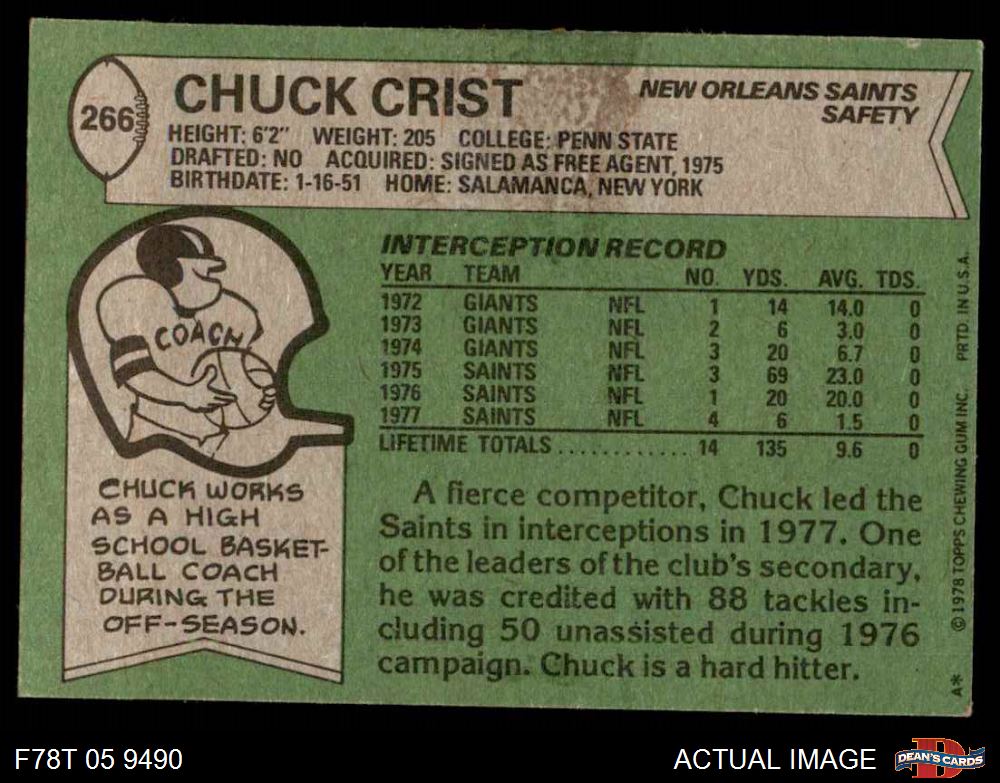 266
CHUCK CRIST
NEW ORLEANS SAINTS
SAFETY
HEIGHT: 6'2" WEIGHT: 205 COLLEGE: PENN STATE
DRAFTED: NO ACQUIRED: SIGNED AS FREE AGENT, 1975
BIRTHDATE: 1-16-51 HOME: SALAMANCA, NEW YORK
COACH
CHUCK WORKS
AS A HIGH
SCHOOL BASKET-
BALL COACH
DURING THE
OFF-SEASON.
INTERCEPTION RECORD
YEAR TEAM NO. YDS. AVG. TDS.
1972 GIANTS NFL 1 14 14.0 0
1973 GIANTS NFL 2 6 3.0 0
1974 GIANTS NFL 3 20 6.7 0
1975 SAINTS NFL 3 69 23.0 0
1976 SAINTS NFL 1 20 20.0 0
1977 SAINTS NFL 4 6 1.5 0
LIFETIME TOTALS ............ 14 135 9.6 0
A fierce competitor, Chuck led the
Saints in interceptions in 1977. One
of the leaders of the club's secondary,
he was credited with 88 tackles in-
cluding 50 unassisted during 1976
campaign. Chuck is a hard hitter.
A* © 1978 TOPPS CHEWING GUM INC. PRTD. IN U.S.A.
F78T 05 9490
ACTUAL IMAGE
D
DEAN'S CARDS